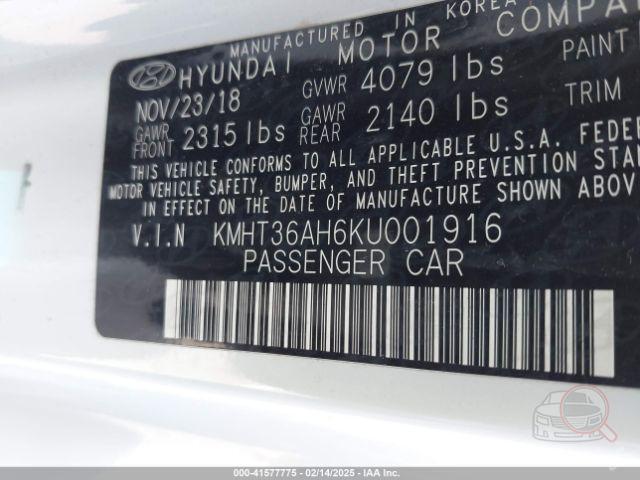 MANUFACTURED IN KOREA
HYUNDAI MOTOR COMPA
NOV/23/18 GVWR 4079 lbs PAINT
GAWR FRONT 2315 lbs GAWR REAR 2140 lbs TRIM
THIS VEHICLE CONFORMS TO ALL APPLICABLE U.S.A. FEDE
MOTOR VEHICLE SAFETY, BUMPER, AND THEFT PREVENTION STAN
IN EFFECT ON THE DATE OF MANUFACTURE SHOWN ABOV
V.I.N KMHT36AH6KU001916
PASSENGER CAR
000-41577775 - 02/14/2025 - IAA Inc.